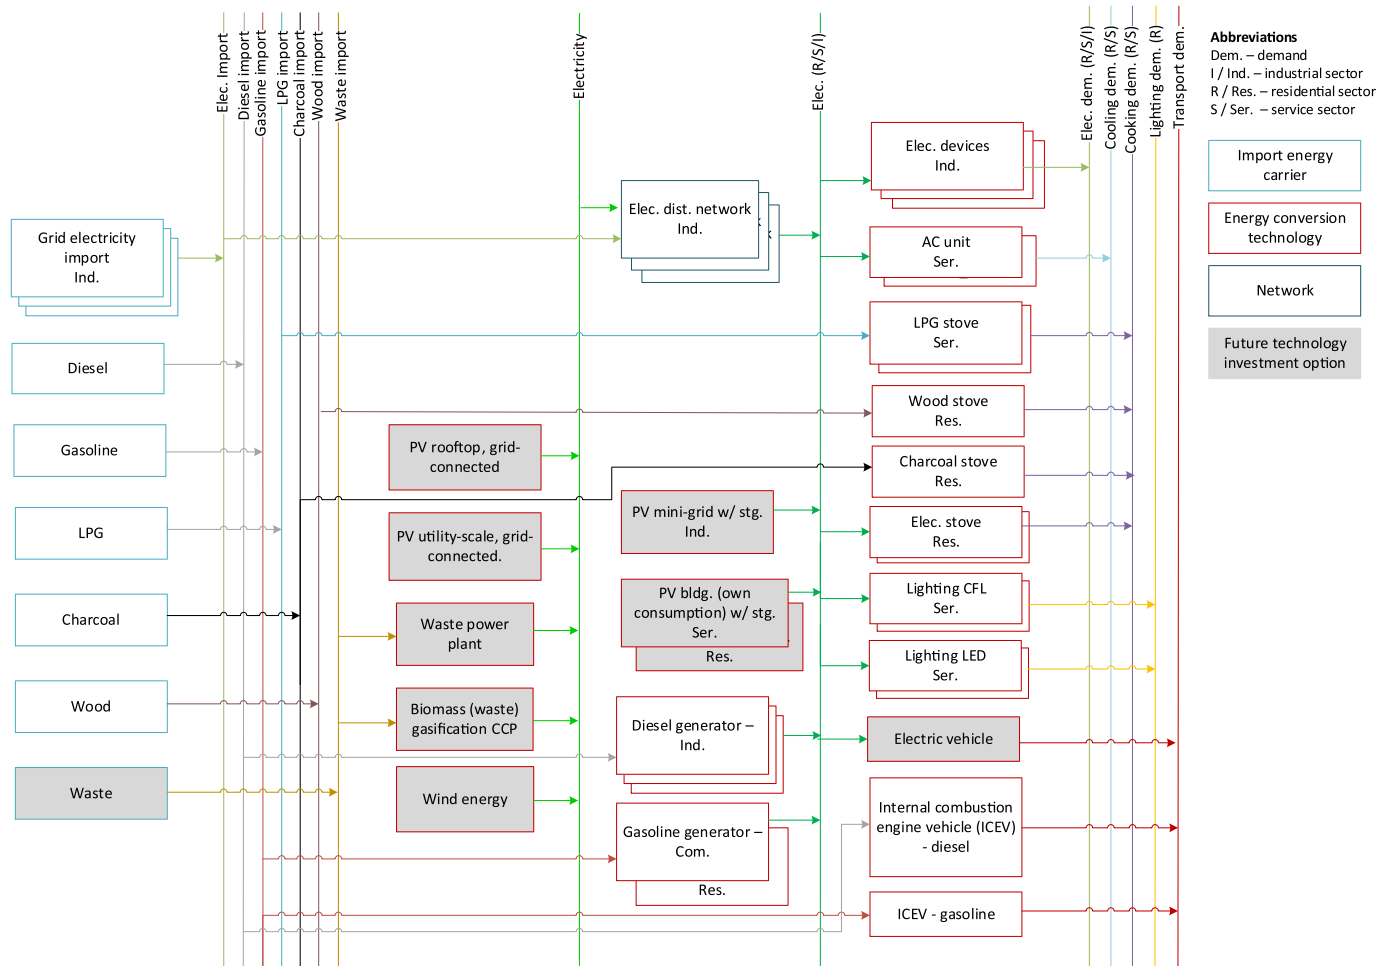 Elec. Import
Diesel import
Gasoline import
LPG import
Charcoal import
Wood import
Waste import
Electricity
Elec. (R/S/I)
Elec. dem. (R/S/I)
Cooling dem. (R/S)
Cooking dem. (R/S)
Lighting dem. (R)
Transport dem.
Abbreviations
Dem. – demand
I / Ind. – industrial sector
R / Res. – residential sector
S / Ser. – service sector
Import energy
carrier
Energy conversion
technology
Network
Future technology
investment option
Grid electricity
import
Ind.
Diesel
Gasoline
LPG
Charcoal
Wood
Waste
PV rooftop, grid-
connected
PV utility-scale, grid-
connected.
Waste power
plant
Biomass (waste)
gasification CCP
Wind energy
Elec. dist. network
Ind.
PV mini-grid w/ stg.
Ind.
PV bldg. (own
consumption) w/ stg.
Ser.
Res.
Diesel generator –
Ind.
Gasoline generator –
Com.
Res.
Elec. devices
Ind.
AC unit
Ser.
LPG stove
Ser.
Wood stove
Res.
Charcoal stove
Res.
Elec. stove
Res.
Lighting CFL
Ser.
Lighting LED
Ser.
Electric vehicle
Internal combustion
engine vehicle (ICEV)
- diesel
ICEV - gasoline